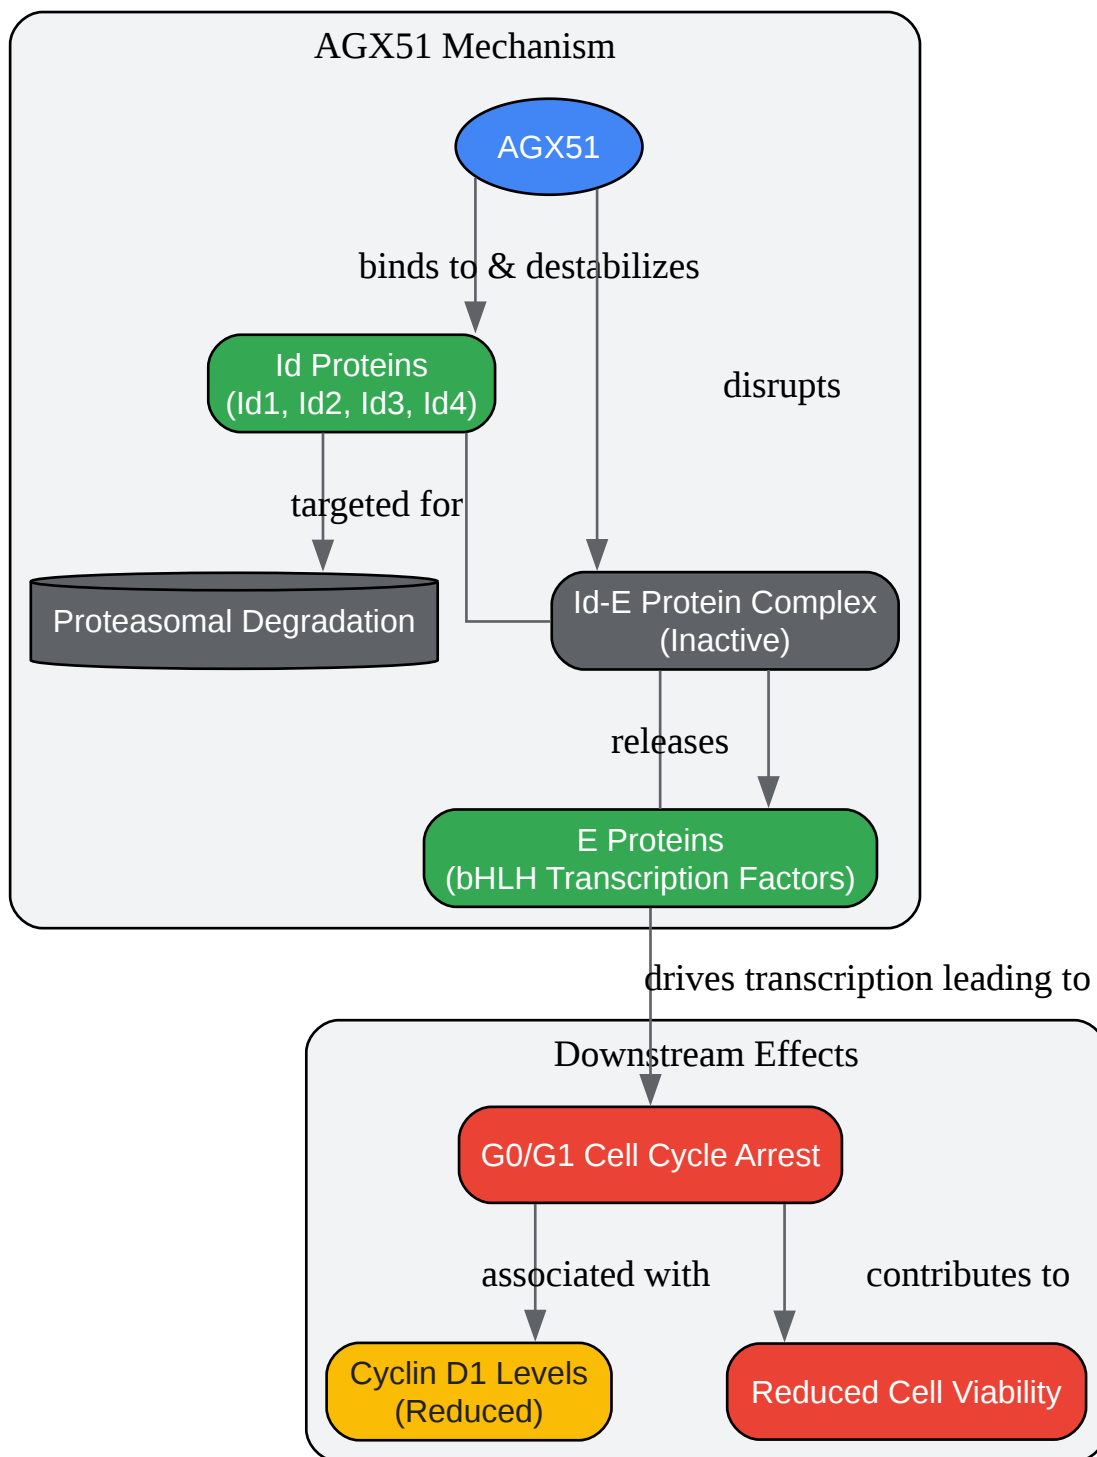 AGX51 Mechanism
AGX51
binds to & destabilizes
Id Proteins
(Id1, Id2, Id3, Id4)
disrupts
targeted for
Proteasomal Degradation
Id-E Protein Complex
(Inactive)
releases
E Proteins
(bHLH Transcription Factors)
drives transcription leading to
Downstream Effects
G0/G1 Cell Cycle Arrest
associated with
contributes to
Cyclin D1 Levels
(Reduced)
Reduced Cell Viability